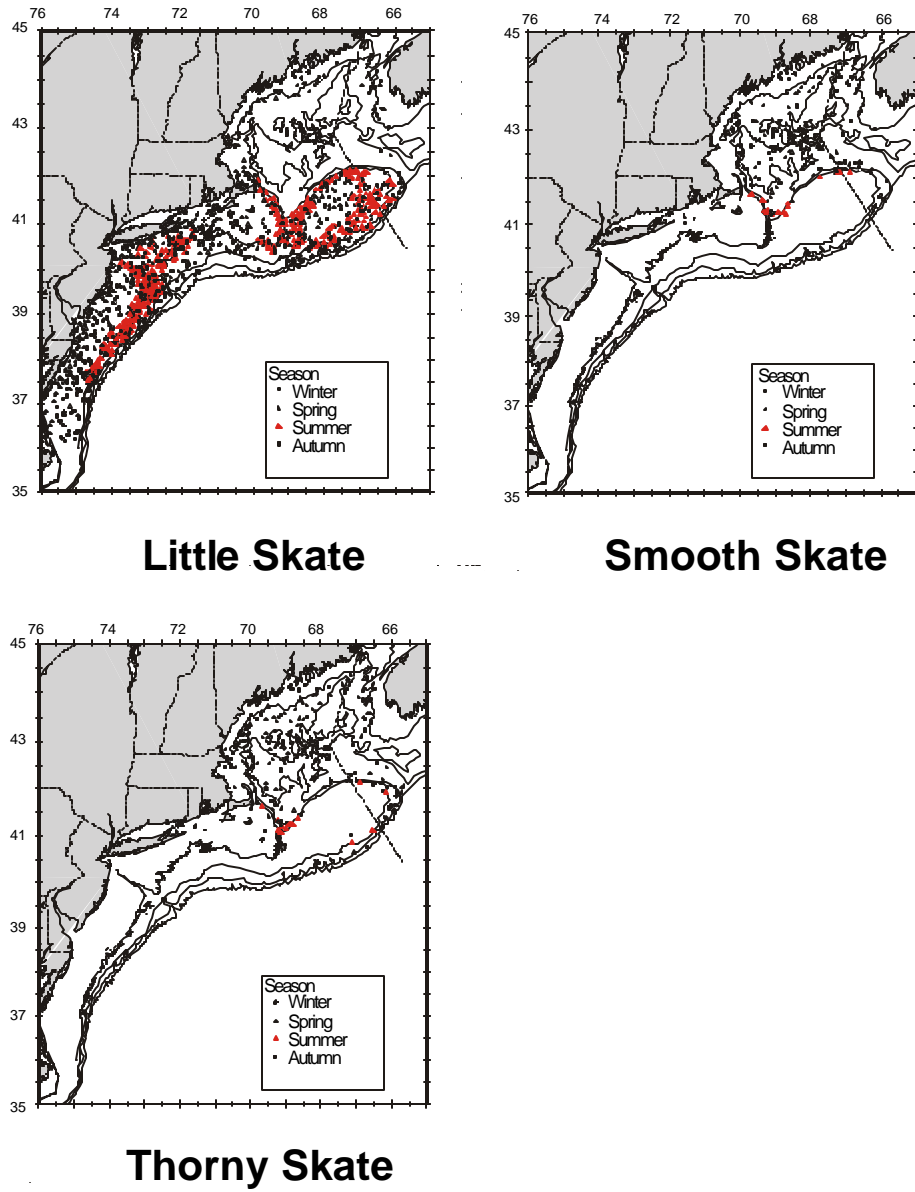 76 74 72 70 68 66
45
43
41
39
37
35
Season
Winter
Spring
Summer
Autumn
Little Skate
76 74 72 70 68 66
45
43
41
39
37
35
Season
Winter
Spring
Summer
Autumn
Smooth Skate
76 74 72 70 68 66
45
43
41
39
37
35
Season
Winter
Spring
Summer
Autumn
Thorny Skate